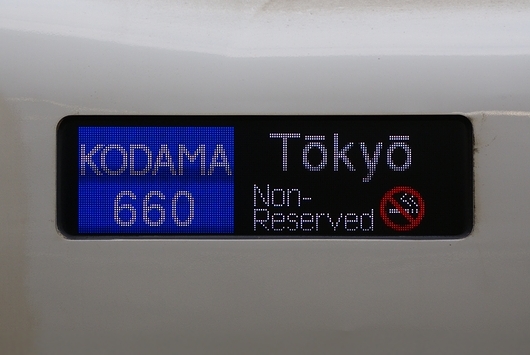 KODAMA
660
Tōkyō
Non-
Reserved